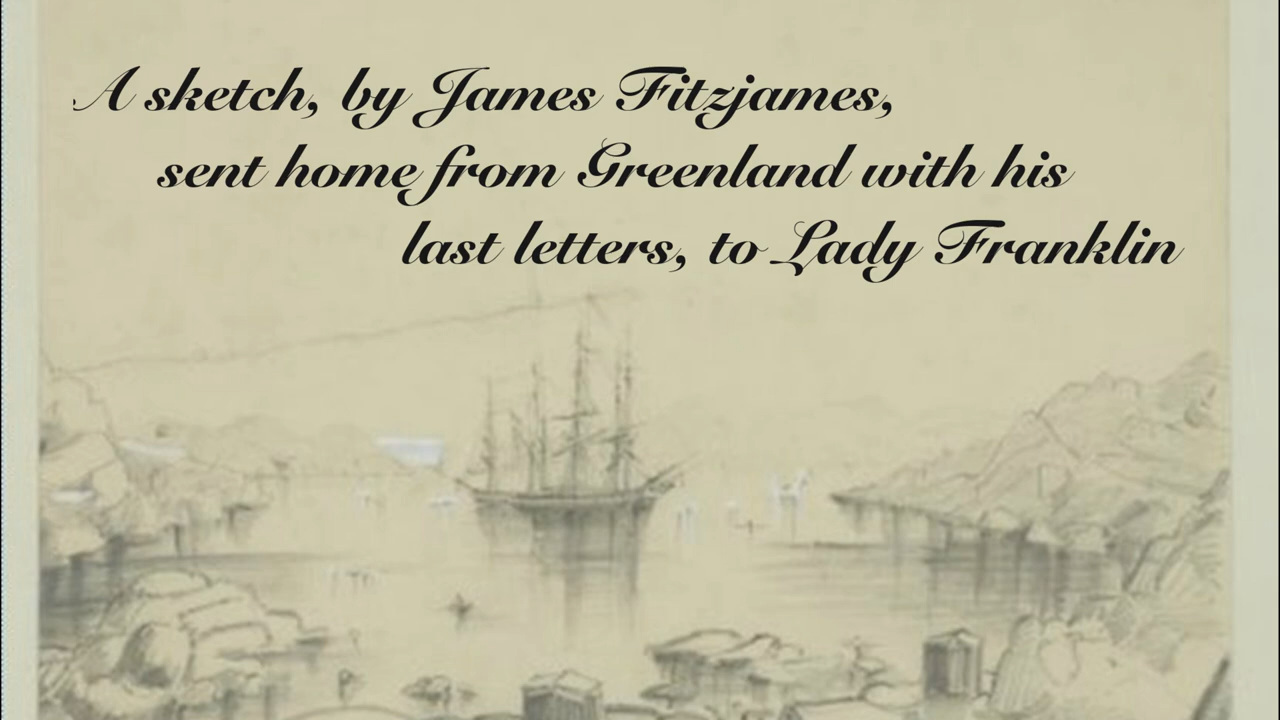 A sketch, by James Fitzjames,
sent home from Greenland with his
last letters, to Lady Franklin